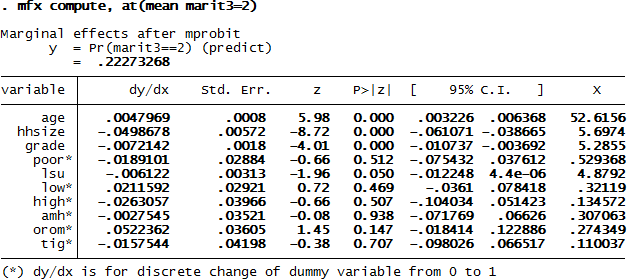 . mfx compute, at(mean marit3=2)
Marginal effects after mprobit
y = Pr(marit3==2) (predict)
= .22273268
variable dy/dx Std. Err. z P>|z| [ 95% C.I. ] X
age .0047969 .0008 5.98 0.000 .003226 .006368 52.6156
hhsize -.0498678 .00572 -8.72 0.000 -.061071 -.038665 5.6974
grade -.0072142 .0018 -4.01 0.000 -.010737 -.003692 5.2855
poor* -.0189101 .02884 -0.66 0.512 -.075432 .037612 .529368
lsu -.006122 .00313 -1.96 0.050 -.012248 4.4e-06 4.8792
low* .0211592 .02921 0.72 0.469 -.0361 .078418 .32119
high* -.0263057 .03966 -0.66 0.507 -.104034 .051423 .134572
amh* -.0027545 .03521 -0.08 0.938 -.071769 .06626 .307063
orom* .0522362 .03605 1.45 0.147 -.018414 .122886 .274349
tig* -.0157544 .04198 -0.38 0.707 -.098026 .066517 .110037
(*) dy/dx is for discrete change of dummy variable from 0 to 1